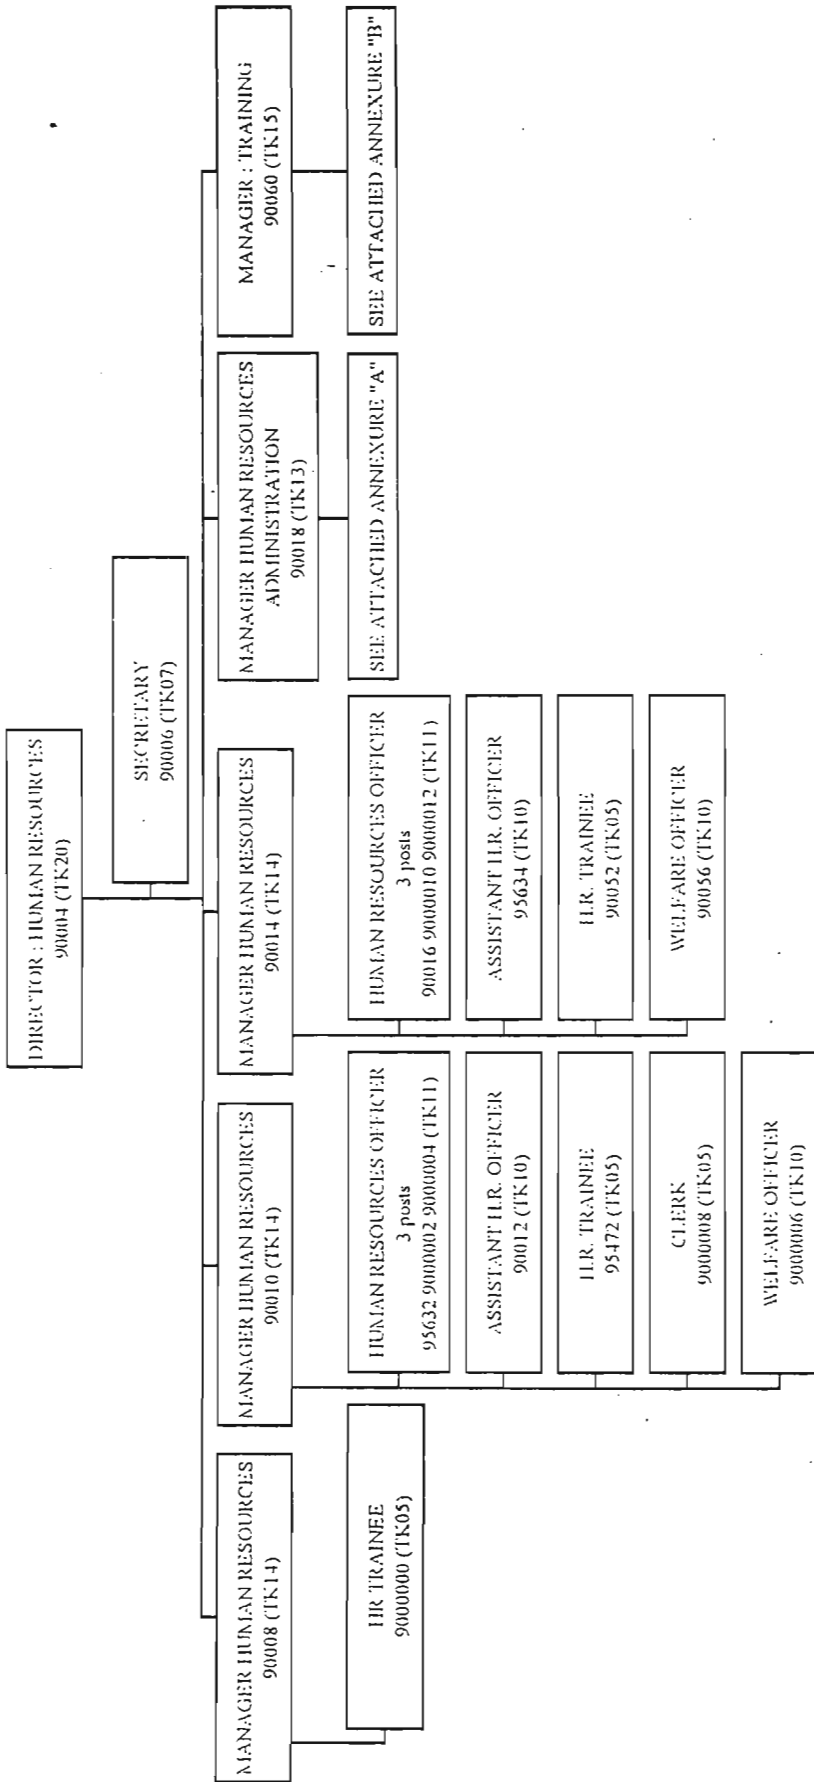 DIRECTOR : HUMAN RESOURCES
90004 (TK20)
SECRETARY
90006 (TK07)
MANAGER HUMAN RESOURCES
90008 (TK14)
HR TRAINEE
9000000 (TK05)
MANAGER HUMAN RESOURCES
90010 (TK14)
HUMAN RESOURCES OFFICER
3 posts
95632 9000002 9000004 (TK11)
ASSISTANT H.R. OFFICER
90012 (TK10)
H.R. TRAINEE
95472 (TK05)
CLERK
9000008 (TK05)
WELFARE OFFICER
9000006 (TK10)
MANAGER HUMAN RESOURCES
90014 (TK14)
HUMAN RESOURCES OFFICER
3 posts
90016 9000010 9000012 (TK11)
ASSISTANT H.R. OFFICER
95634 (TK10)
H.R. TRAINEE
90052 (TK05)
WELFARE OFFICER
90056 (TK10)
MANAGER HUMAN RESOURCES
ADMINISTRATION
90018 (TK13)
SEE ATTACHED ANNEXURE "A"
MANAGER : TRAINING
90060 (TK15)
SEE ATTACHED ANNEXURE "B"